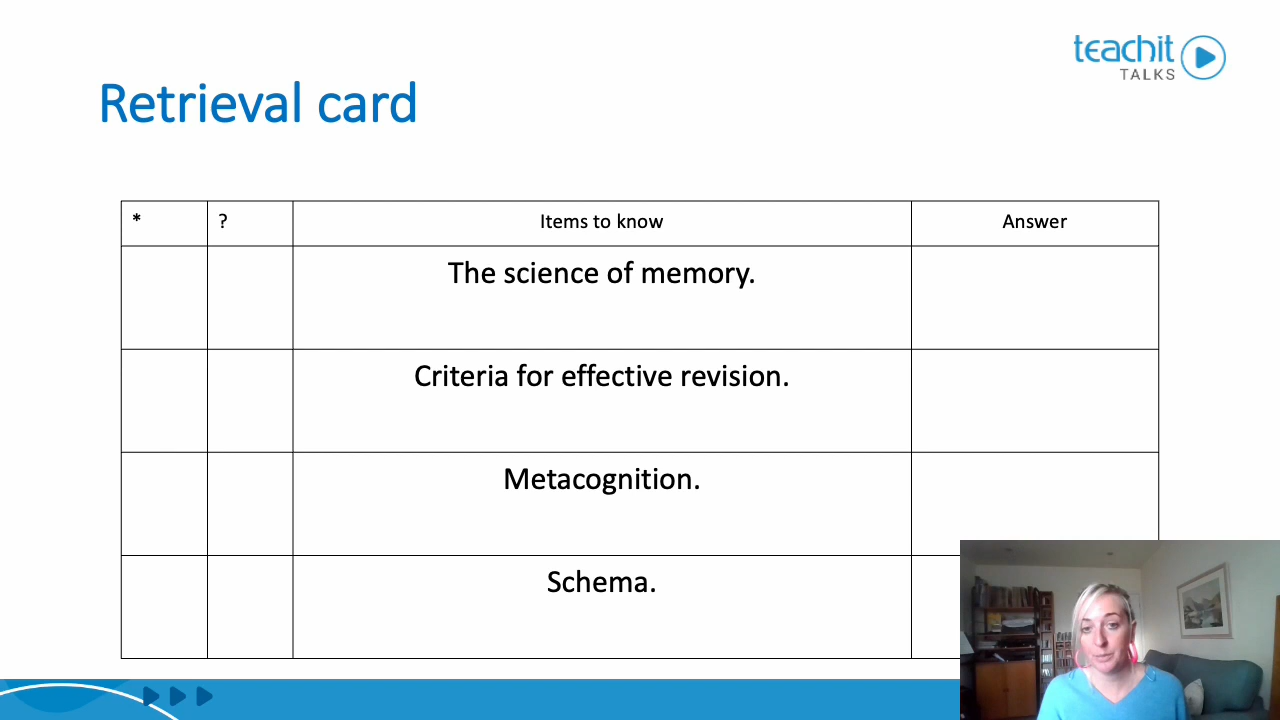 teachit
TALKS
Retrieval card
* ? Items to know Answer
The science of memory.
Criteria for effective revision.
Metacognition.
Schema.